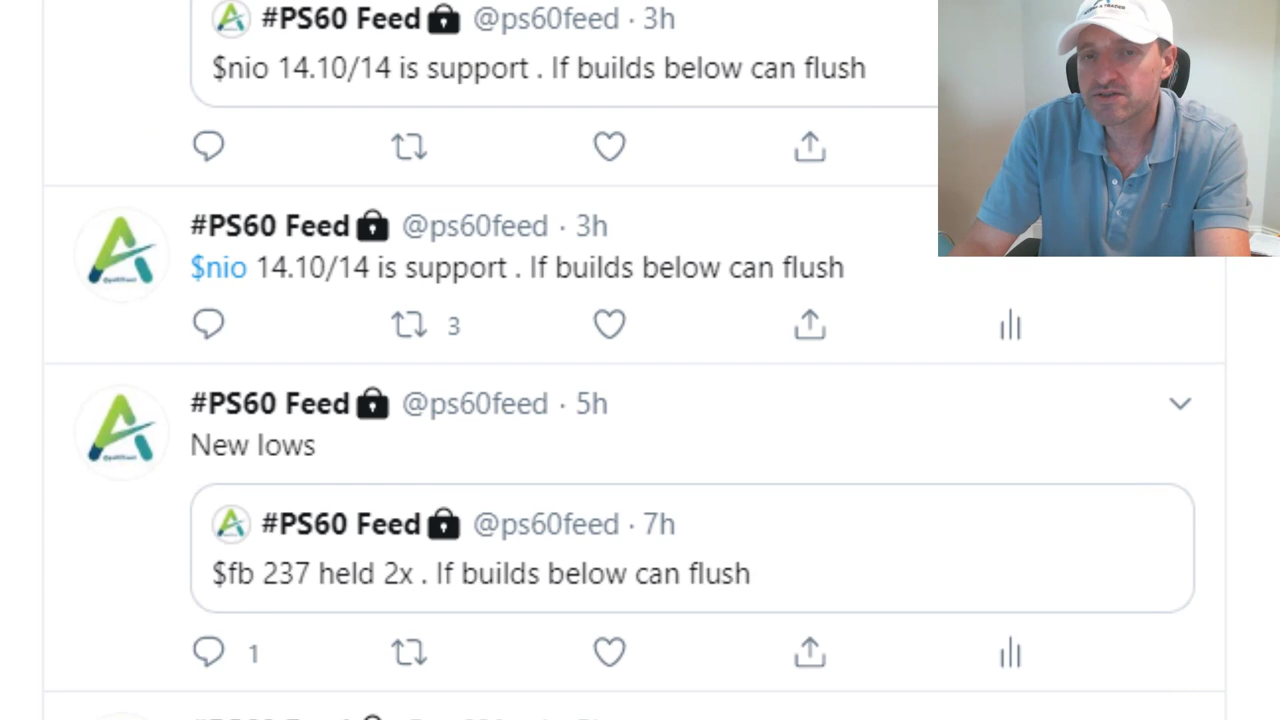 #PS60 Feed @ps60feed · 3h
$nio 14.10/14 is support . If builds below can flush
#PS60 Feed @ps60feed · 3h
$nio 14.10/14 is support . If builds below can flush
3
#PS60 Feed @ps60feed · 5h
New lows
#PS60 Feed @ps60feed · 7h
$fb 237 held 2x . If builds below can flush
1